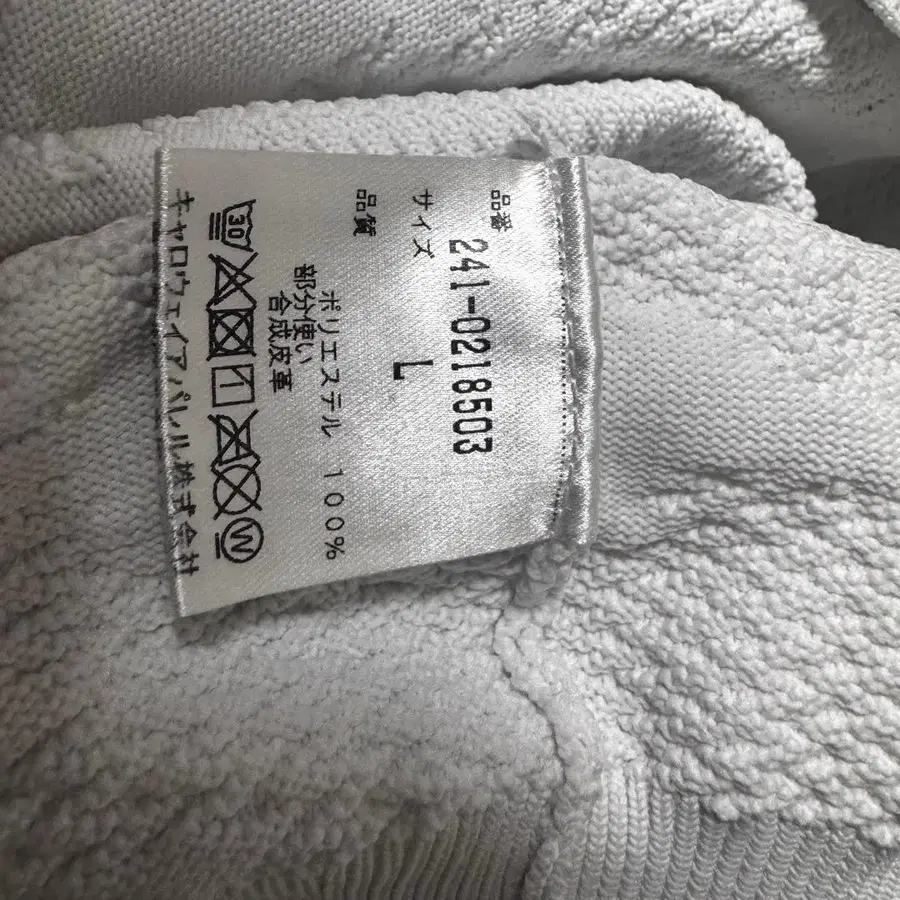 品番
241-0218503
サイズ
L
品質
ポリエステル 100%
部分使い
合成皮革
30
W
キャロウェイアパレル株式会社